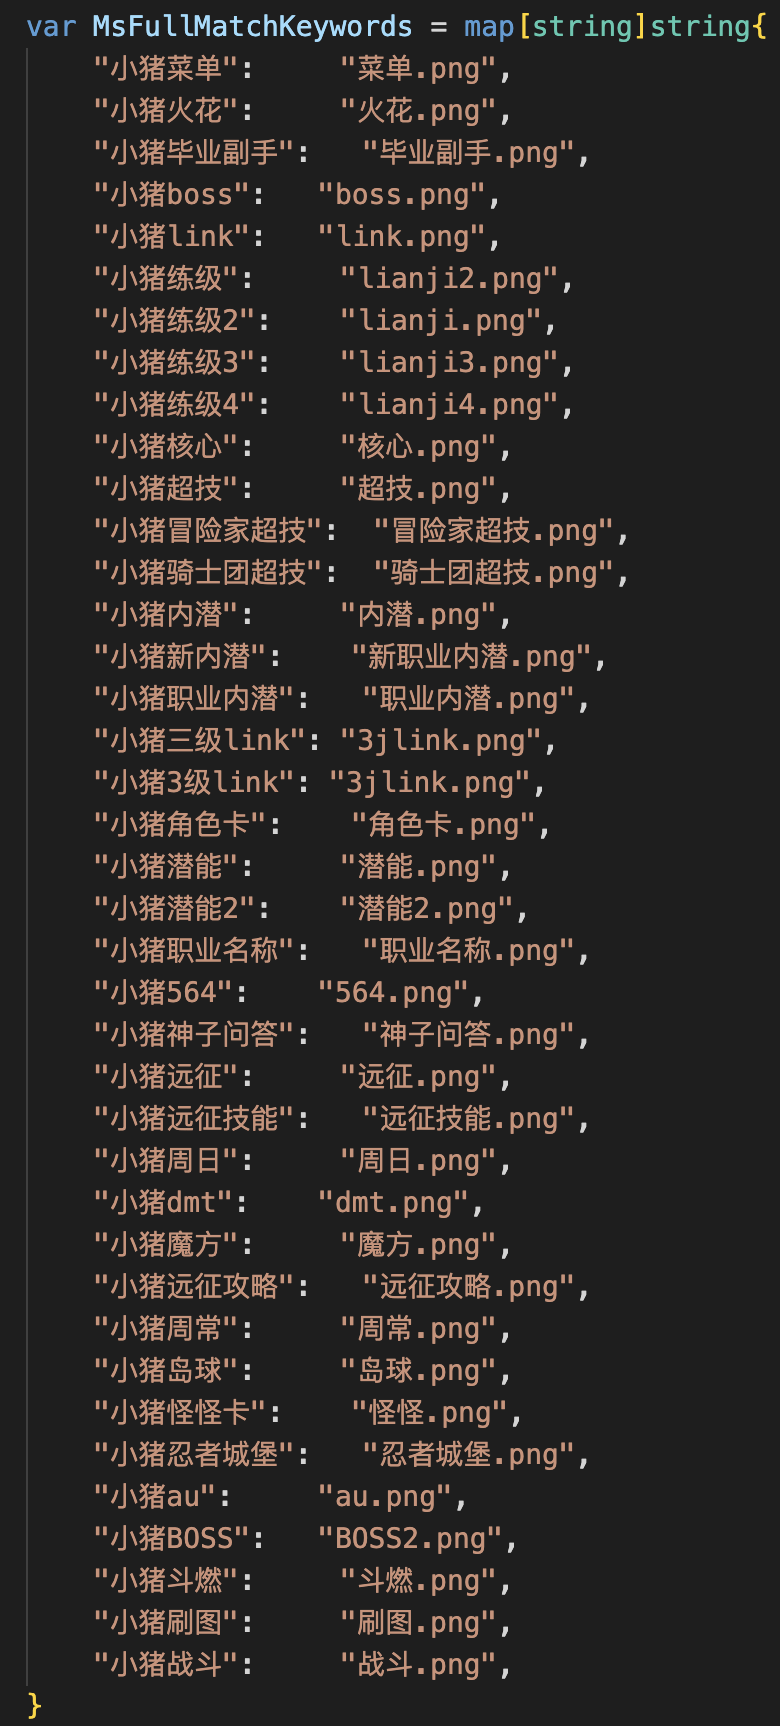 var MsFullMatchKeywords = map[string]string{
    "小猪菜单":     "菜单.png",
    "小猪火花":     "火花.png",
    "小猪毕业副手":   "毕业副手.png",
    "小猪boss":   "boss.png",
    "小猪link":   "link.png",
    "小猪练级":     "lianji2.png",
    "小猪练级2":    "lianji.png",
    "小猪练级3":    "lianji3.png",
    "小猪练级4":    "lianji4.png",
    "小猪核心":     "核心.png",
    "小猪超技":     "超技.png",
    "小猪冒险家超技":  "冒险家超技.png",
    "小猪骑士团超技":  "骑士团超技.png",
    "小猪内潜":     "内潜.png",
    "小猪新内潜":    "新职业内潜.png",
    "小猪职业内潜":   "职业内潜.png",
    "小猪三级link": "3jlink.png",
    "小猪3级link": "3jlink.png",
    "小猪角色卡":    "角色卡.png",
    "小猪潜能":     "潜能.png",
    "小猪潜能2":    "潜能2.png",
    "小猪职业名称":   "职业名称.png",
    "小猪564":    "564.png",
    "小猪神子问答":   "神子问答.png",
    "小猪远征":     "远征.png",
    "小猪远征技能":   "远征技能.png",
    "小猪周日":     "周日.png",
    "小猪dmt":    "dmt.png",
    "小猪魔方":     "魔方.png",
    "小猪远征攻略":   "远征攻略.png",
    "小猪周常":     "周常.png",
    "小猪岛球":     "岛球.png",
    "小猪怪怪卡":    "怪怪.png",
    "小猪忍者城堡":   "忍者城堡.png",
    "小猪au":     "au.png",
    "小猪BOSS":   "BOSS2.png",
    "小猪斗燃":     "斗燃.png",
    "小猪刷图":     "刷图.png",
    "小猪战斗":     "战斗.png",
}